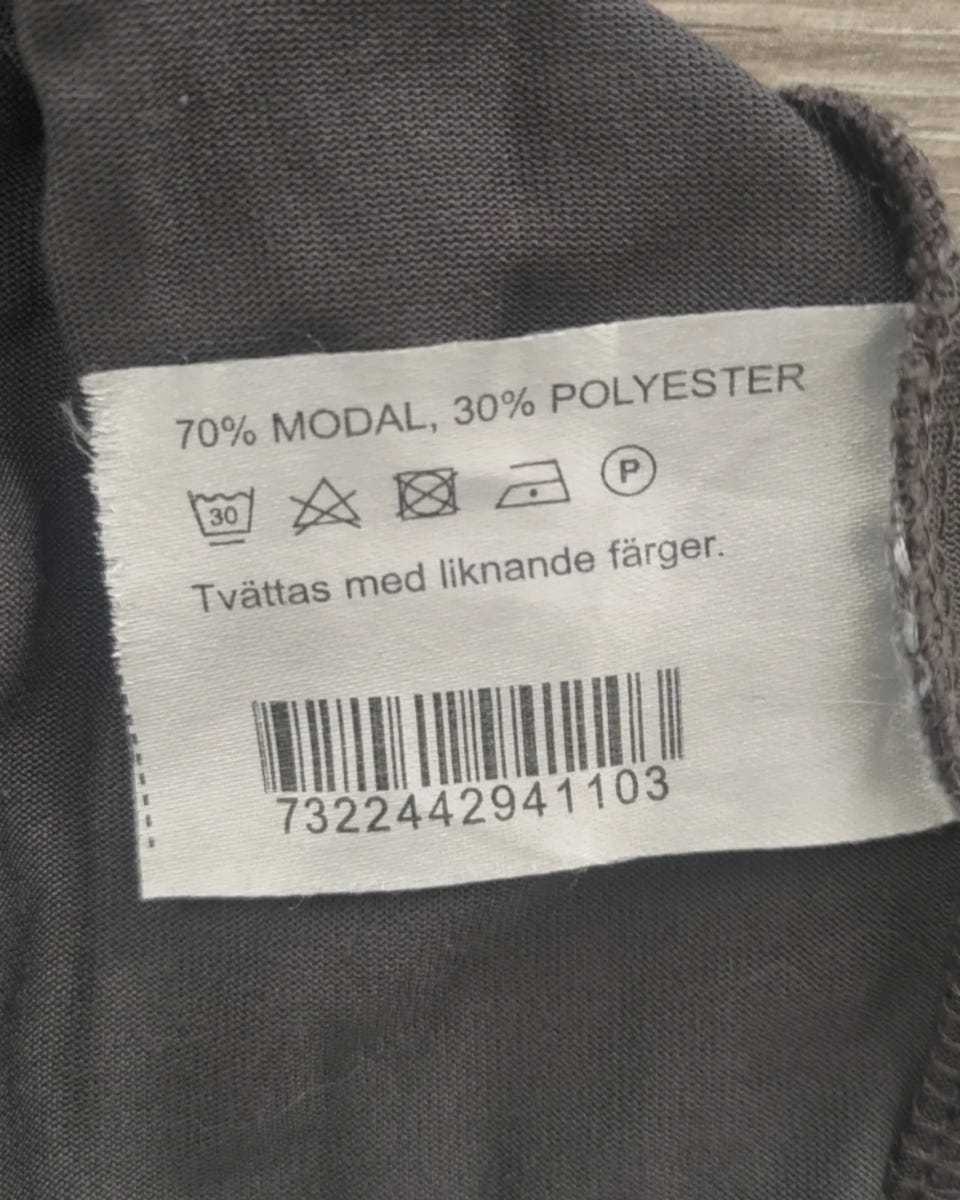 70% MODAL, 30% POLYESTER
30 P
Tvättas med liknande färger.
7322442941103